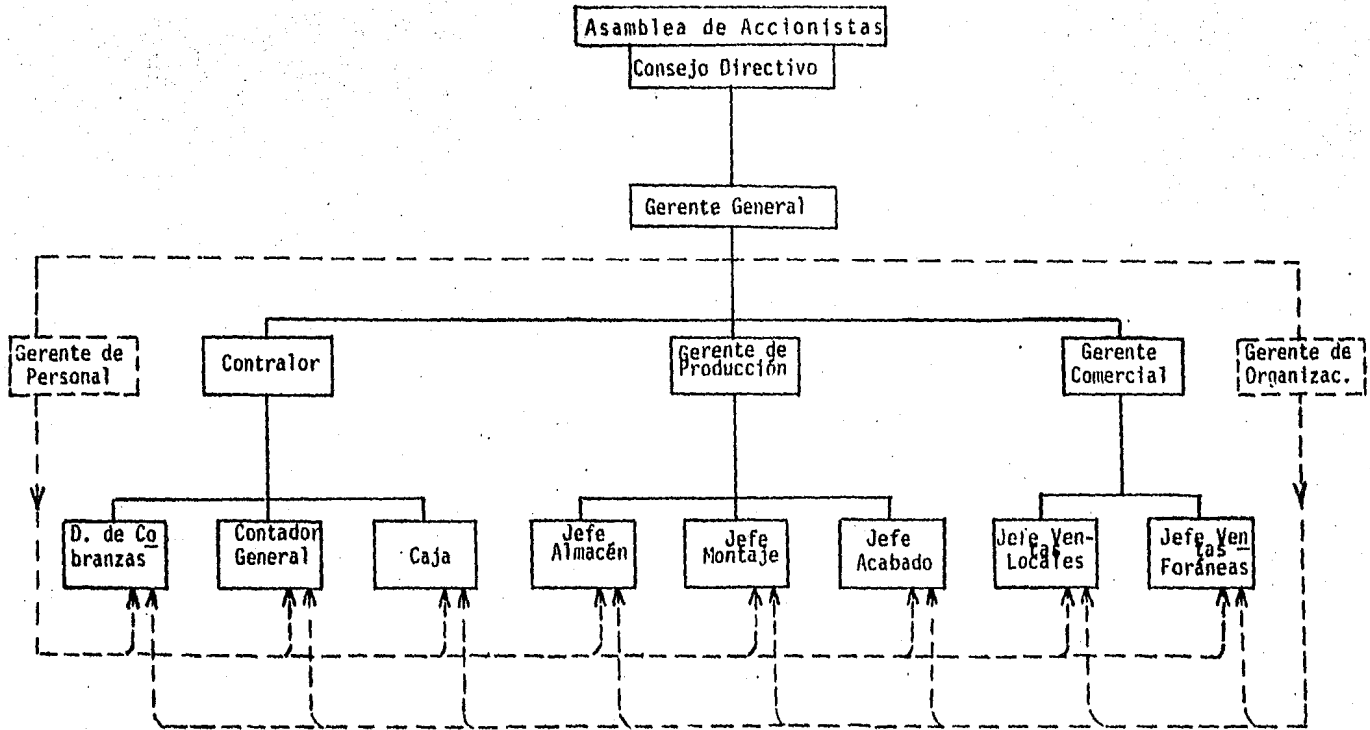 Asamblea de Accionistas
Consejo Directivo
Gerente General
Gerente de
Personal
Contralor
Gerente de
Producción
Gerente
Comercial
Gerente de
Organizac.
D. de Co
branzas
Contador
General
Caja
Jefe
Almacén
Jefe
Montaje
Jefe
Acabado
Jefe Ven-
tas
Locales
Jefe Ven
tas -
Foráneas